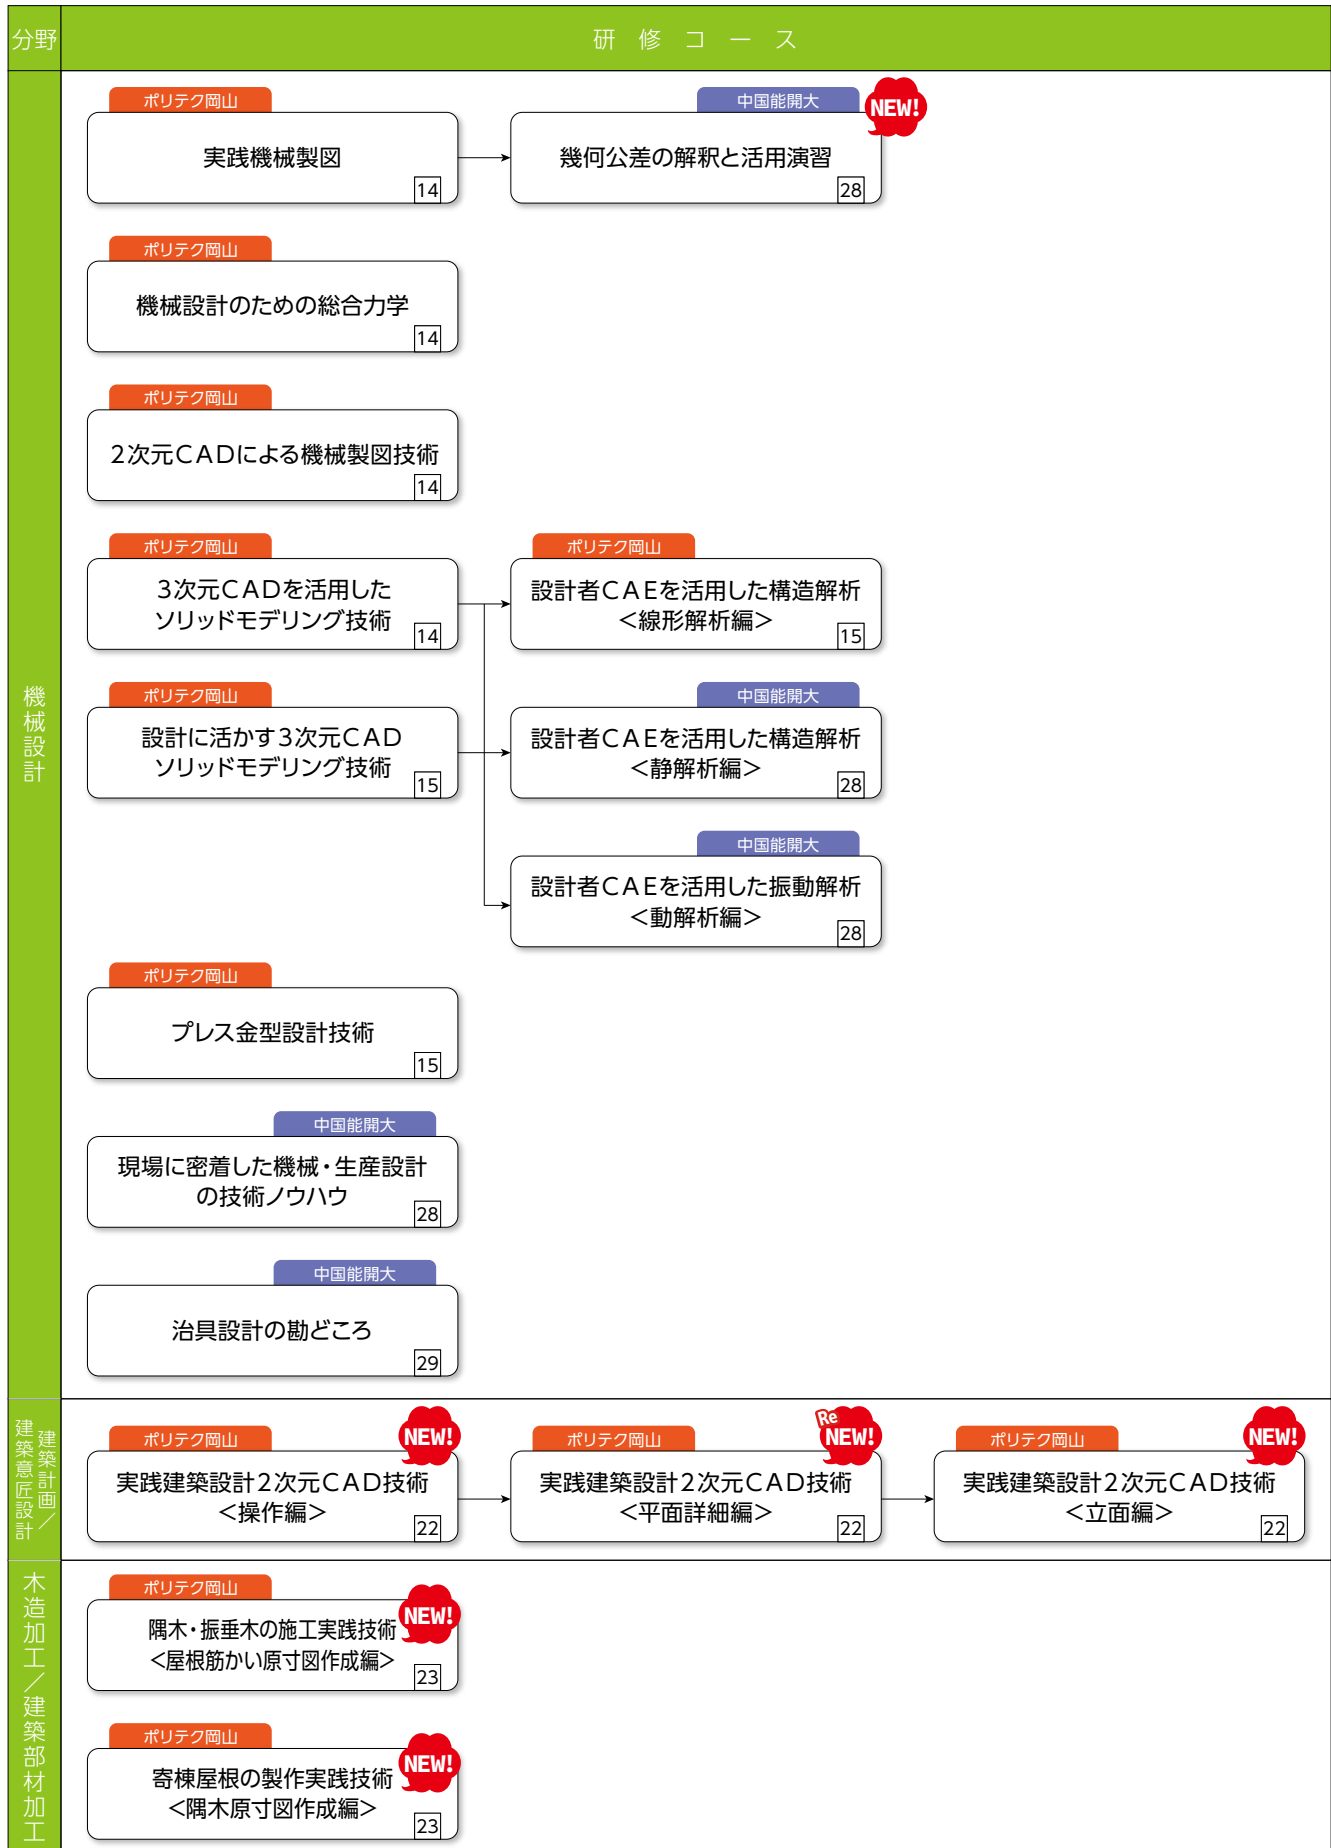 分野
研修コース
機械設計
ポリテク岡山
実践機械製図
14
中国能開大
NEW!
幾何公差の解釈と活用演習
28
ポリテク岡山
機械設計のための総合力学
14
ポリテク岡山
2次元CADによる機械製図技術
14
ポリテク岡山
3次元CADを活用した
ソリッドモデリング技術
14
ポリテク岡山
設計者CAEを活用した構造解析
<線形解析編>
15
ポリテク岡山
設計に活かす3次元CAD
ソリッドモデリング技術
15
中国能開大
設計者CAEを活用した構造解析
<静解析編>
28
中国能開大
設計者CAEを活用した振動解析
<動解析編>
28
ポリテク岡山
プレス金型設計技術
15
中国能開大
現場に密着した機械・生産設計
の技術ノウハウ
28
中国能開大
治具設計の勘どころ
29
建築計画／
建築意匠設計
ポリテク岡山
NEW!
実践建築設計2次元CAD技術
<操作編>
22
ポリテク岡山
Re
NEW!
実践建築設計2次元CAD技術
<平面詳細編>
22
ポリテク岡山
NEW!
実践建築設計2次元CAD技術
<立面編>
22
木造加工／建築部材加工
ポリテク岡山
NEW!
隅木・振垂木の施工実践技術
<屋根筋かい原寸図作成編>
23
ポリテク岡山
NEW!
寄棟屋根の製作実践技術
<隅木原寸図作成編>
23